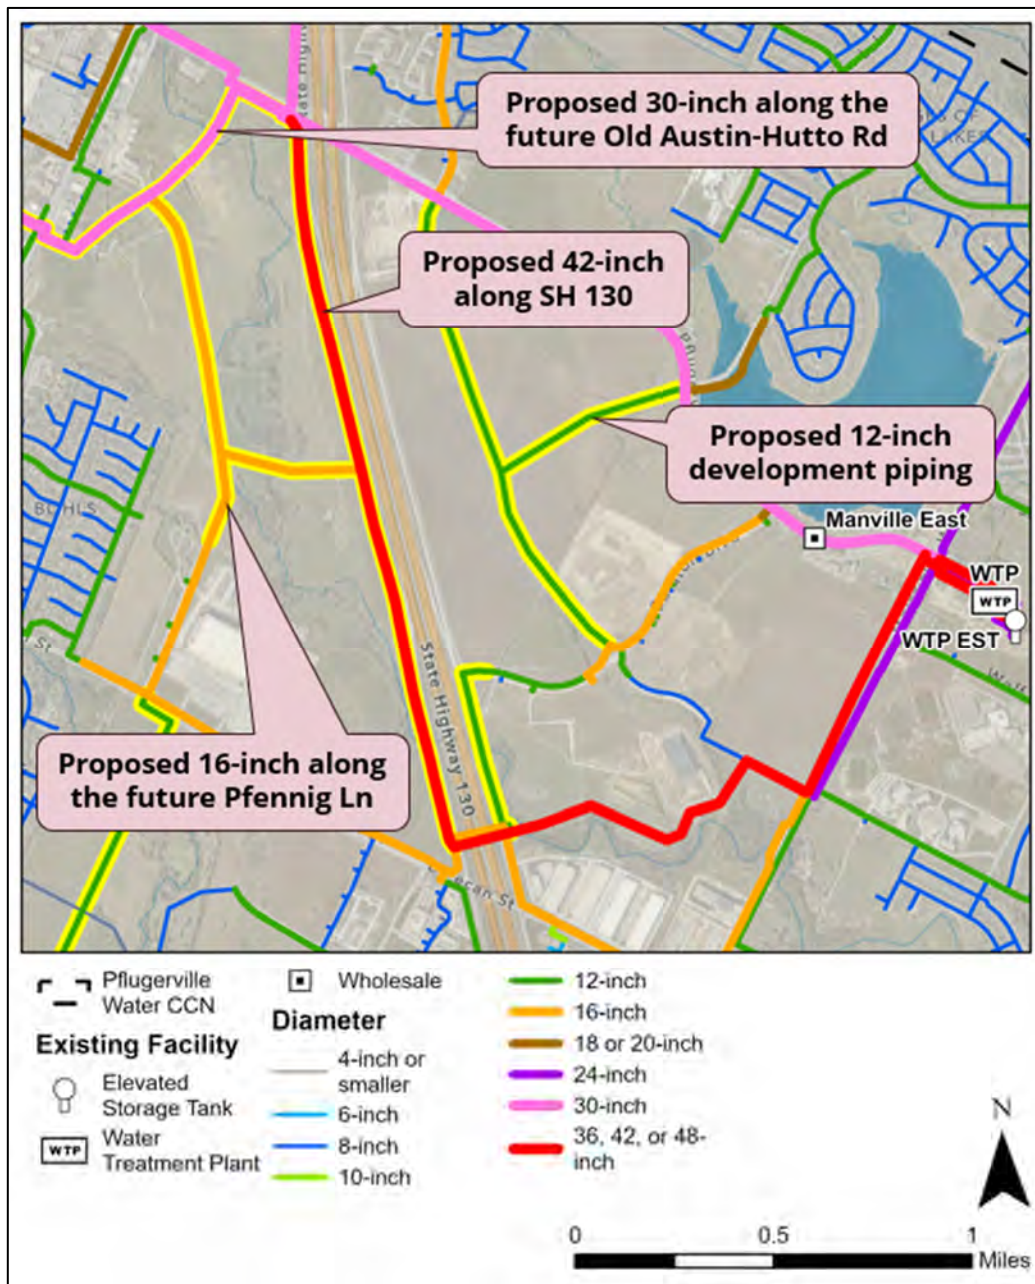 Proposed 30-inch along the
future Old Austin-Hutto Rd
Proposed 42-inch
along SH 130
Proposed 12-inch
development piping
Manville East
WTP
WTP
WTP EST
State Highway 130
Proposed 16-inch along
the future Pfennig Ln
St
Pflugerville
Water CCN
Existing Facility
Elevated
Storage Tank
WTP
Water
Treatment Plant
Wholesale
Diameter
4-inch or
smaller
6-inch
8-inch
10-inch
12-inch
16-inch
18 or 20-inch
24-inch
30-inch
36, 42, or 48-
inch
N
0
0.5
1
Miles